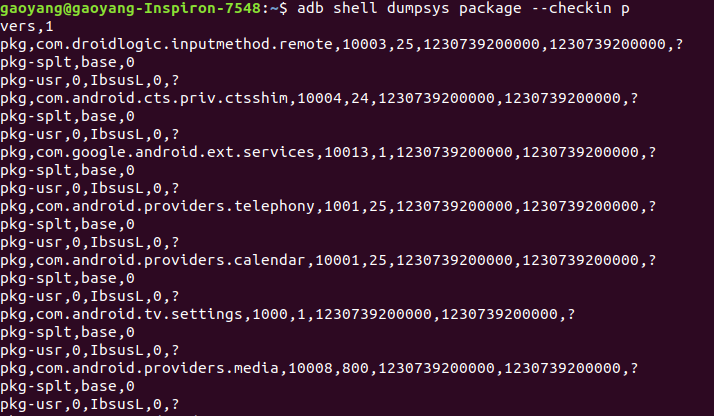 gaoyang@gaoyang-Inspiron-7548:~$ adb shell dumpsys package --checkin p
vers,1
pkg,com.droidlogic.inputmethod.remote,10003,25,1230739200000,1230739200000,?
pkg-splt,base,0
pkg-usr,0,IbsusL,0,?
pkg,com.android.cts.priv.ctsshim,10004,24,1230739200000,1230739200000,?
pkg-splt,base,0
pkg-usr,0,IbsusL,0,?
pkg,com.google.android.ext.services,10013,1,1230739200000,1230739200000,?
pkg-splt,base,0
pkg-usr,0,IbsusL,0,?
pkg,com.android.providers.telephony,1001,25,1230739200000,1230739200000,?
pkg-splt,base,0
pkg-usr,0,IbsusL,0,?
pkg,com.android.providers.calendar,10001,25,1230739200000,1230739200000,?
pkg-splt,base,0
pkg-usr,0,IbsusL,0,?
pkg,com.android.tv.settings,1000,1,1230739200000,1230739200000,?
pkg-splt,base,0
pkg-usr,0,IbsusL,0,?
pkg,com.android.providers.media,10008,800,1230739200000,1230739200000,?
pkg-splt,base,0
pkg-usr,0,IbsusL,0,?